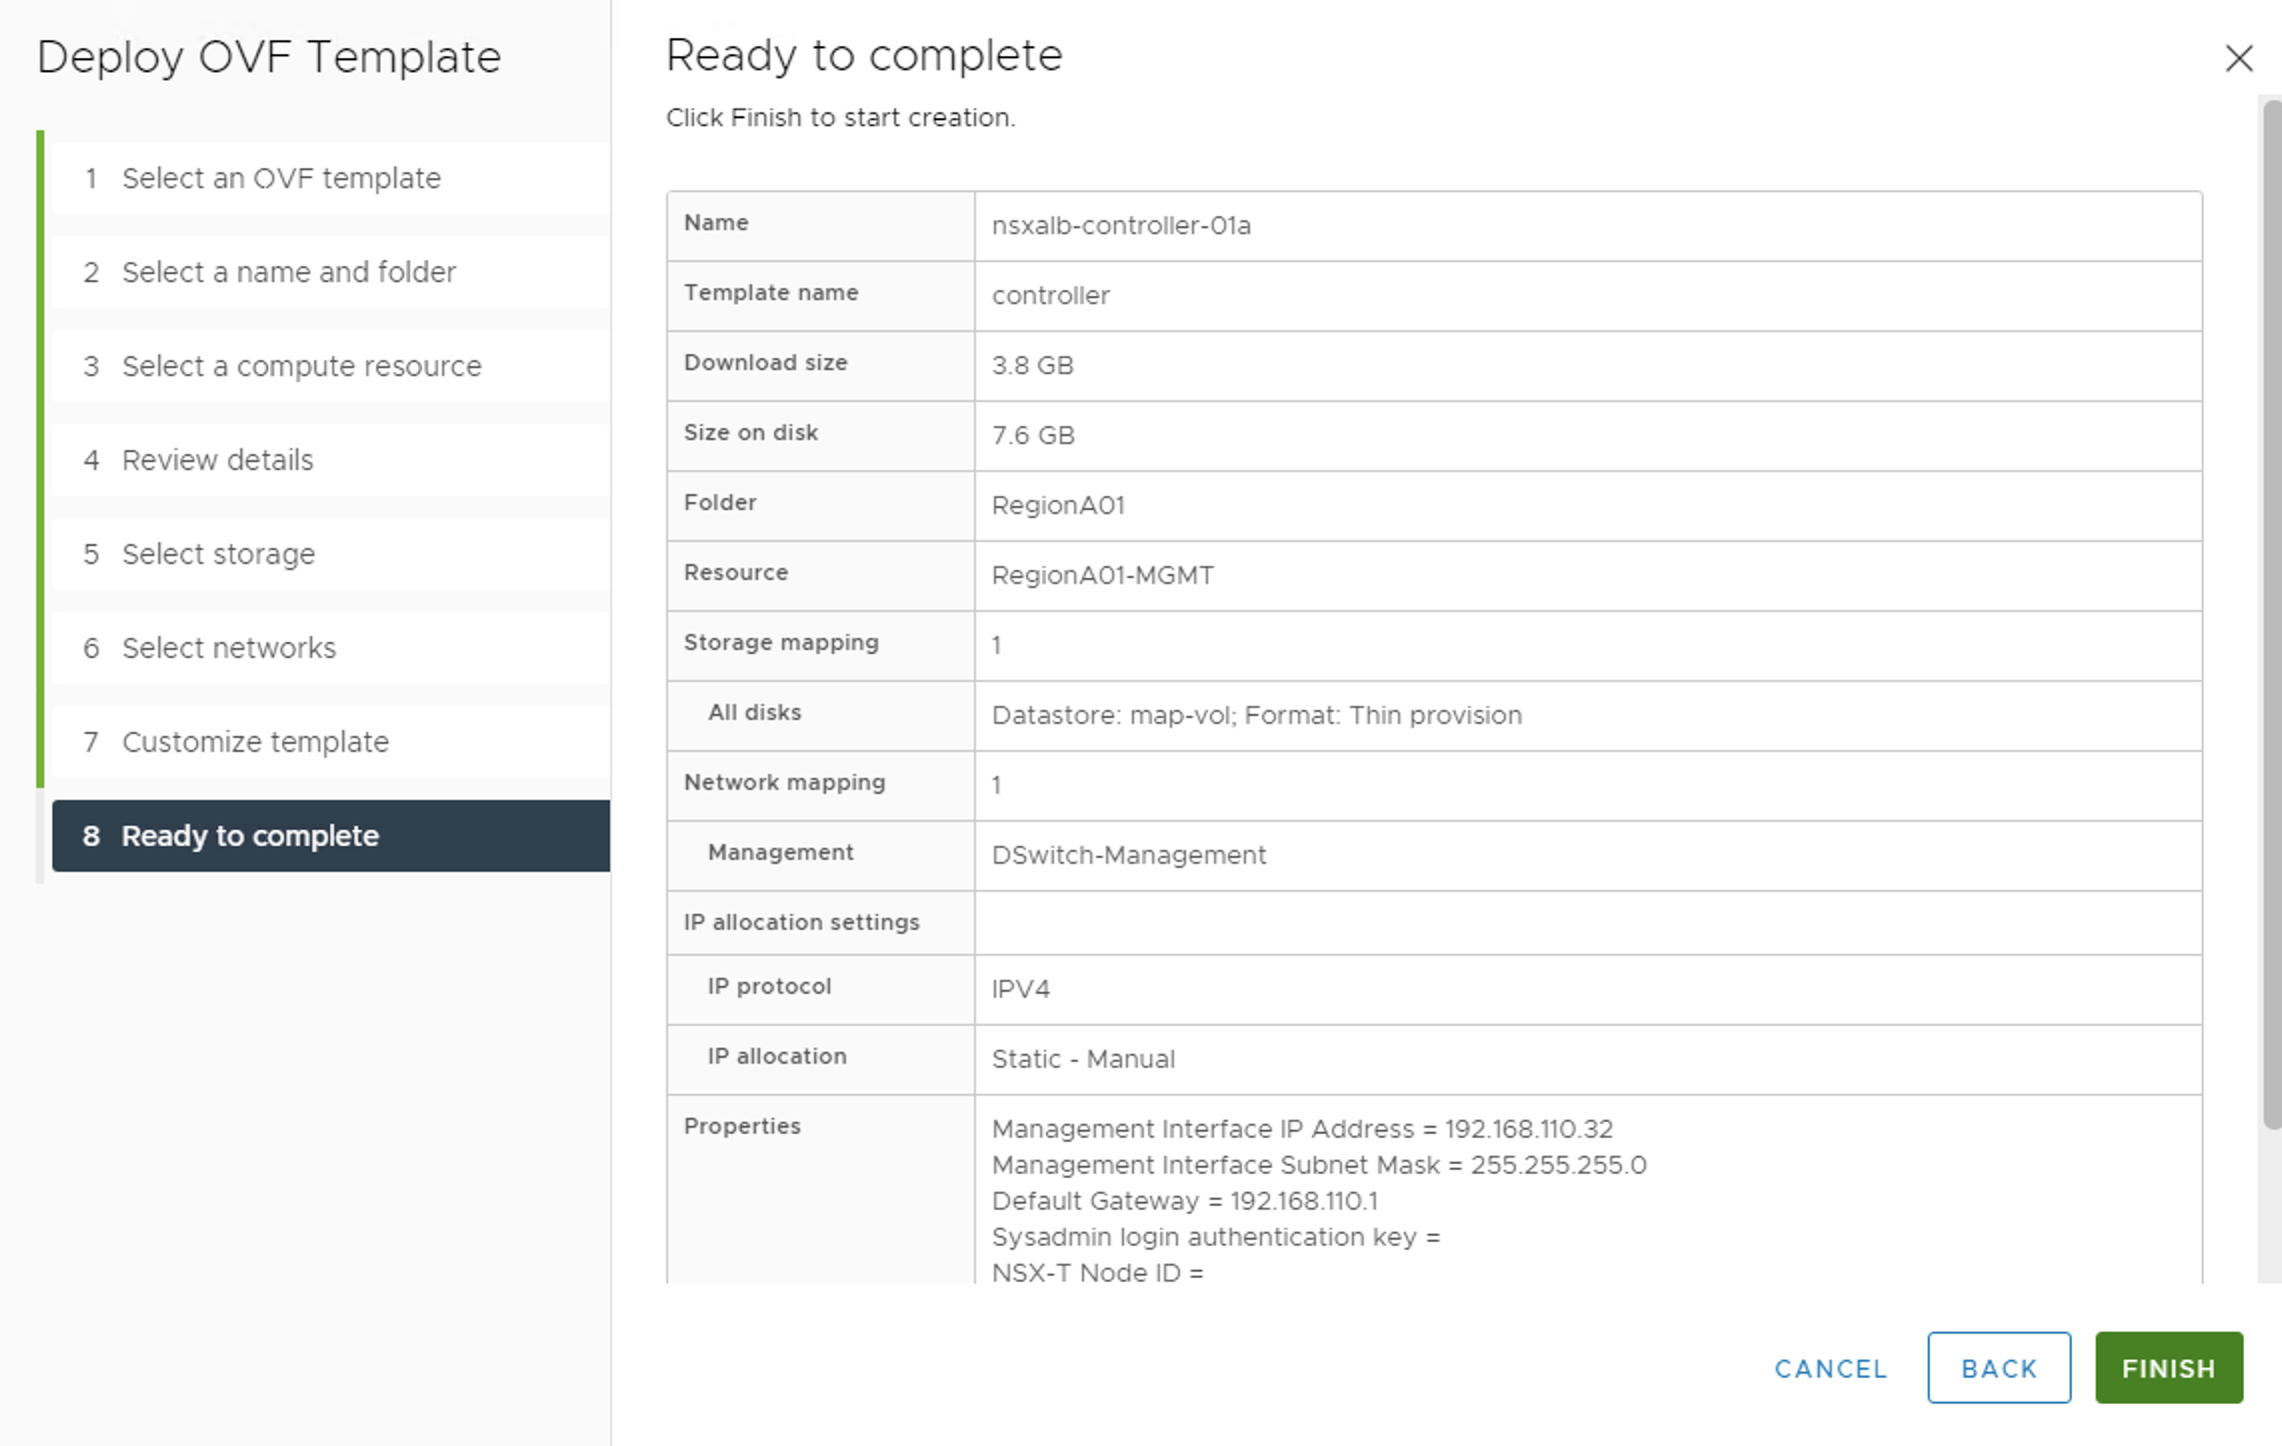 Deploy OVF Template
1 Select an OVF template
2 Select a name and folder
3 Select a compute resource
4 Review details
5 Select storage
6 Select networks
7 Customize template
8 Ready to complete
Ready to complete
Click Finish to start creation.
Name nsxalb-controller-01a
Template name controller
Download size 3.8 GB
Size on disk 7.6 GB
Folder RegionA01
Resource RegionA01-MGMT
Storage mapping 1
All disks Datastore: map-vol; Format: Thin provision
Network mapping 1
Management DSwitch-Management
IP allocation settings
IP protocol IPV4
IP allocation Static - Manual
Properties Management Interface IP Address = 192.168.110.32
Management Interface Subnet Mask = 255.255.255.0
Default Gateway = 192.168.110.1
Sysadmin login authentication key =
NSX-T Node ID =
CANCEL BACK FINISH